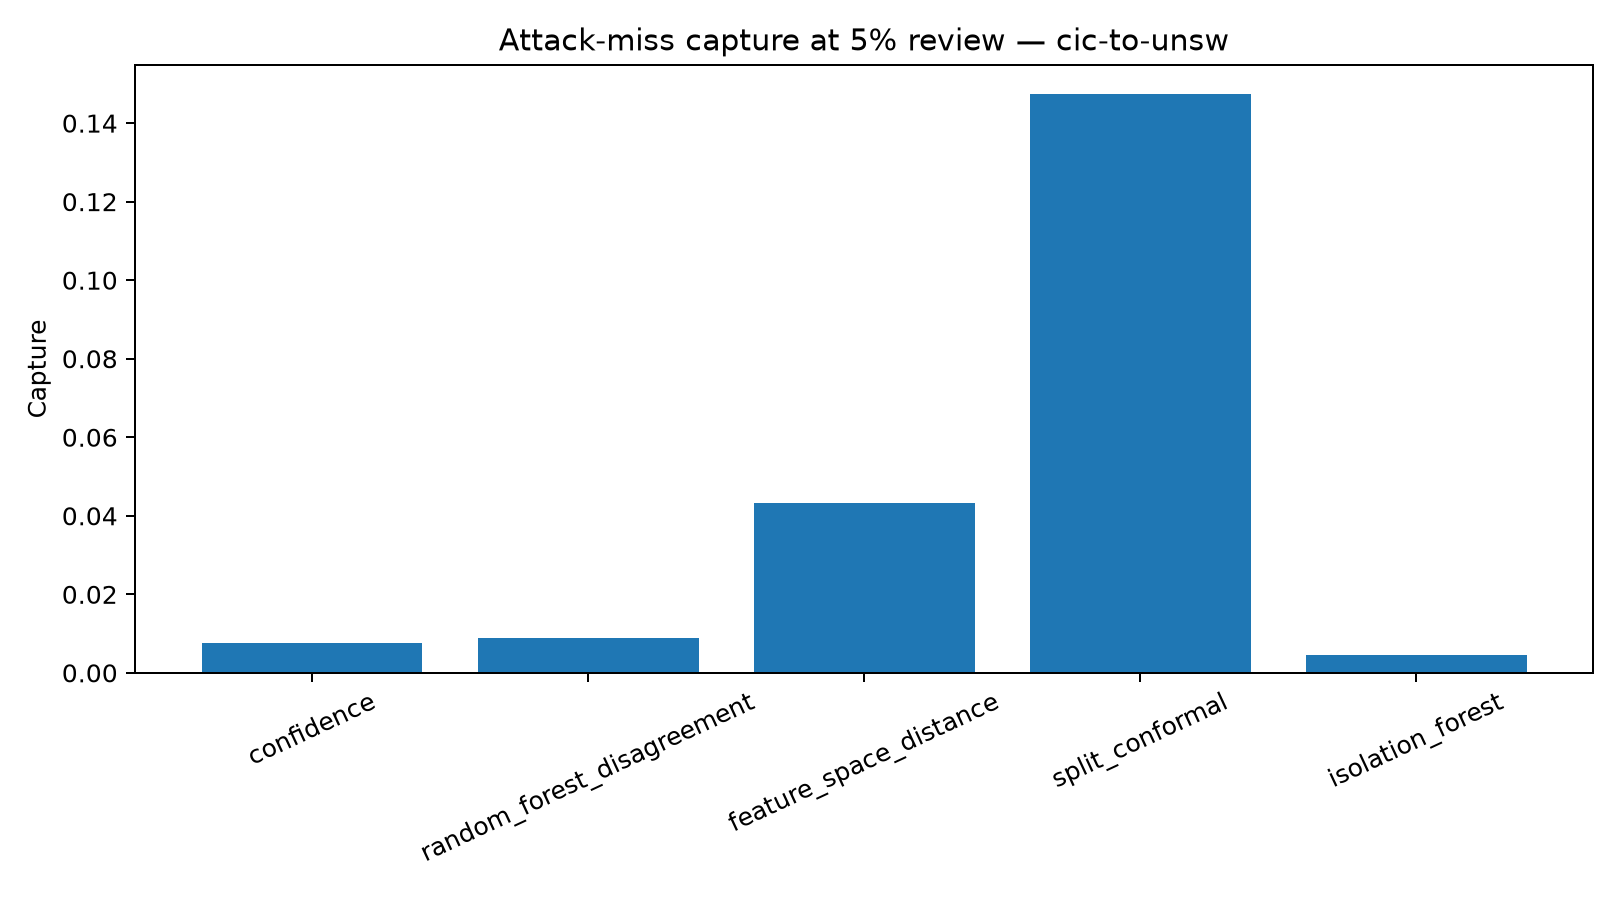 Attack-miss capture at 5% review — cic-to-unsw
Capture
0.14
0.12
0.10
0.08
0.06
0.04
0.02
0.00
confidence
random_forest_disagreement
feature_space_distance
split_conformal
isolation_forest